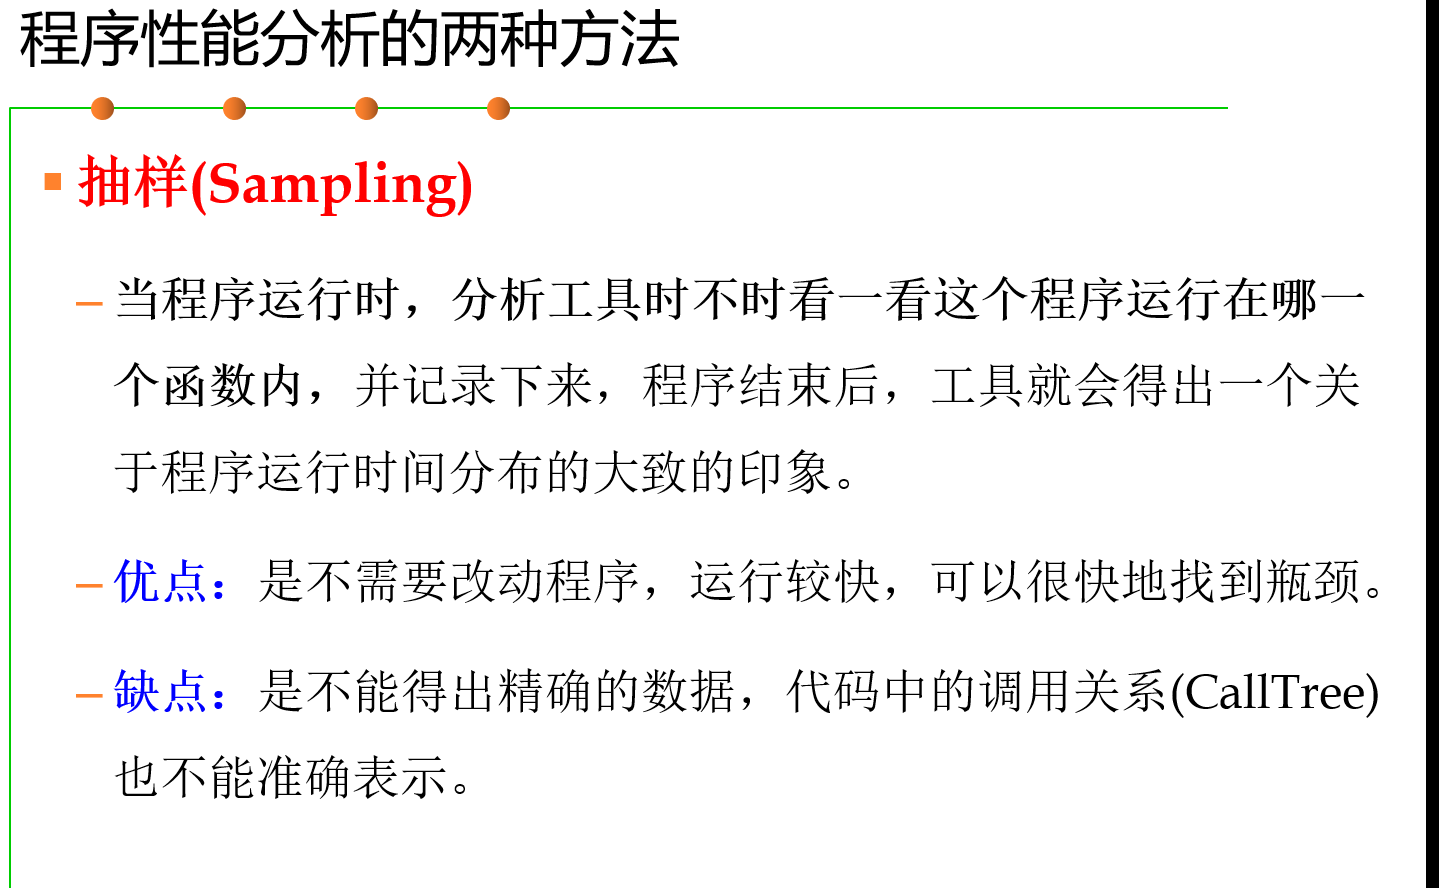 程序性能分析的两种方法
抽样(Sampling)
当程序运行时，分析工具时不时看一看这个程序运行在哪一
个函数内，并记录下来，程序结束后，工具就会得出一个关
于程序运行时间分布的大致的印象。
优点：是不需要改动程序，运行较快，可以很快地找到瓶颈。
缺点：是不能得出精确的数据，代码中的调用关系(CallTree)
也不能准确表示。